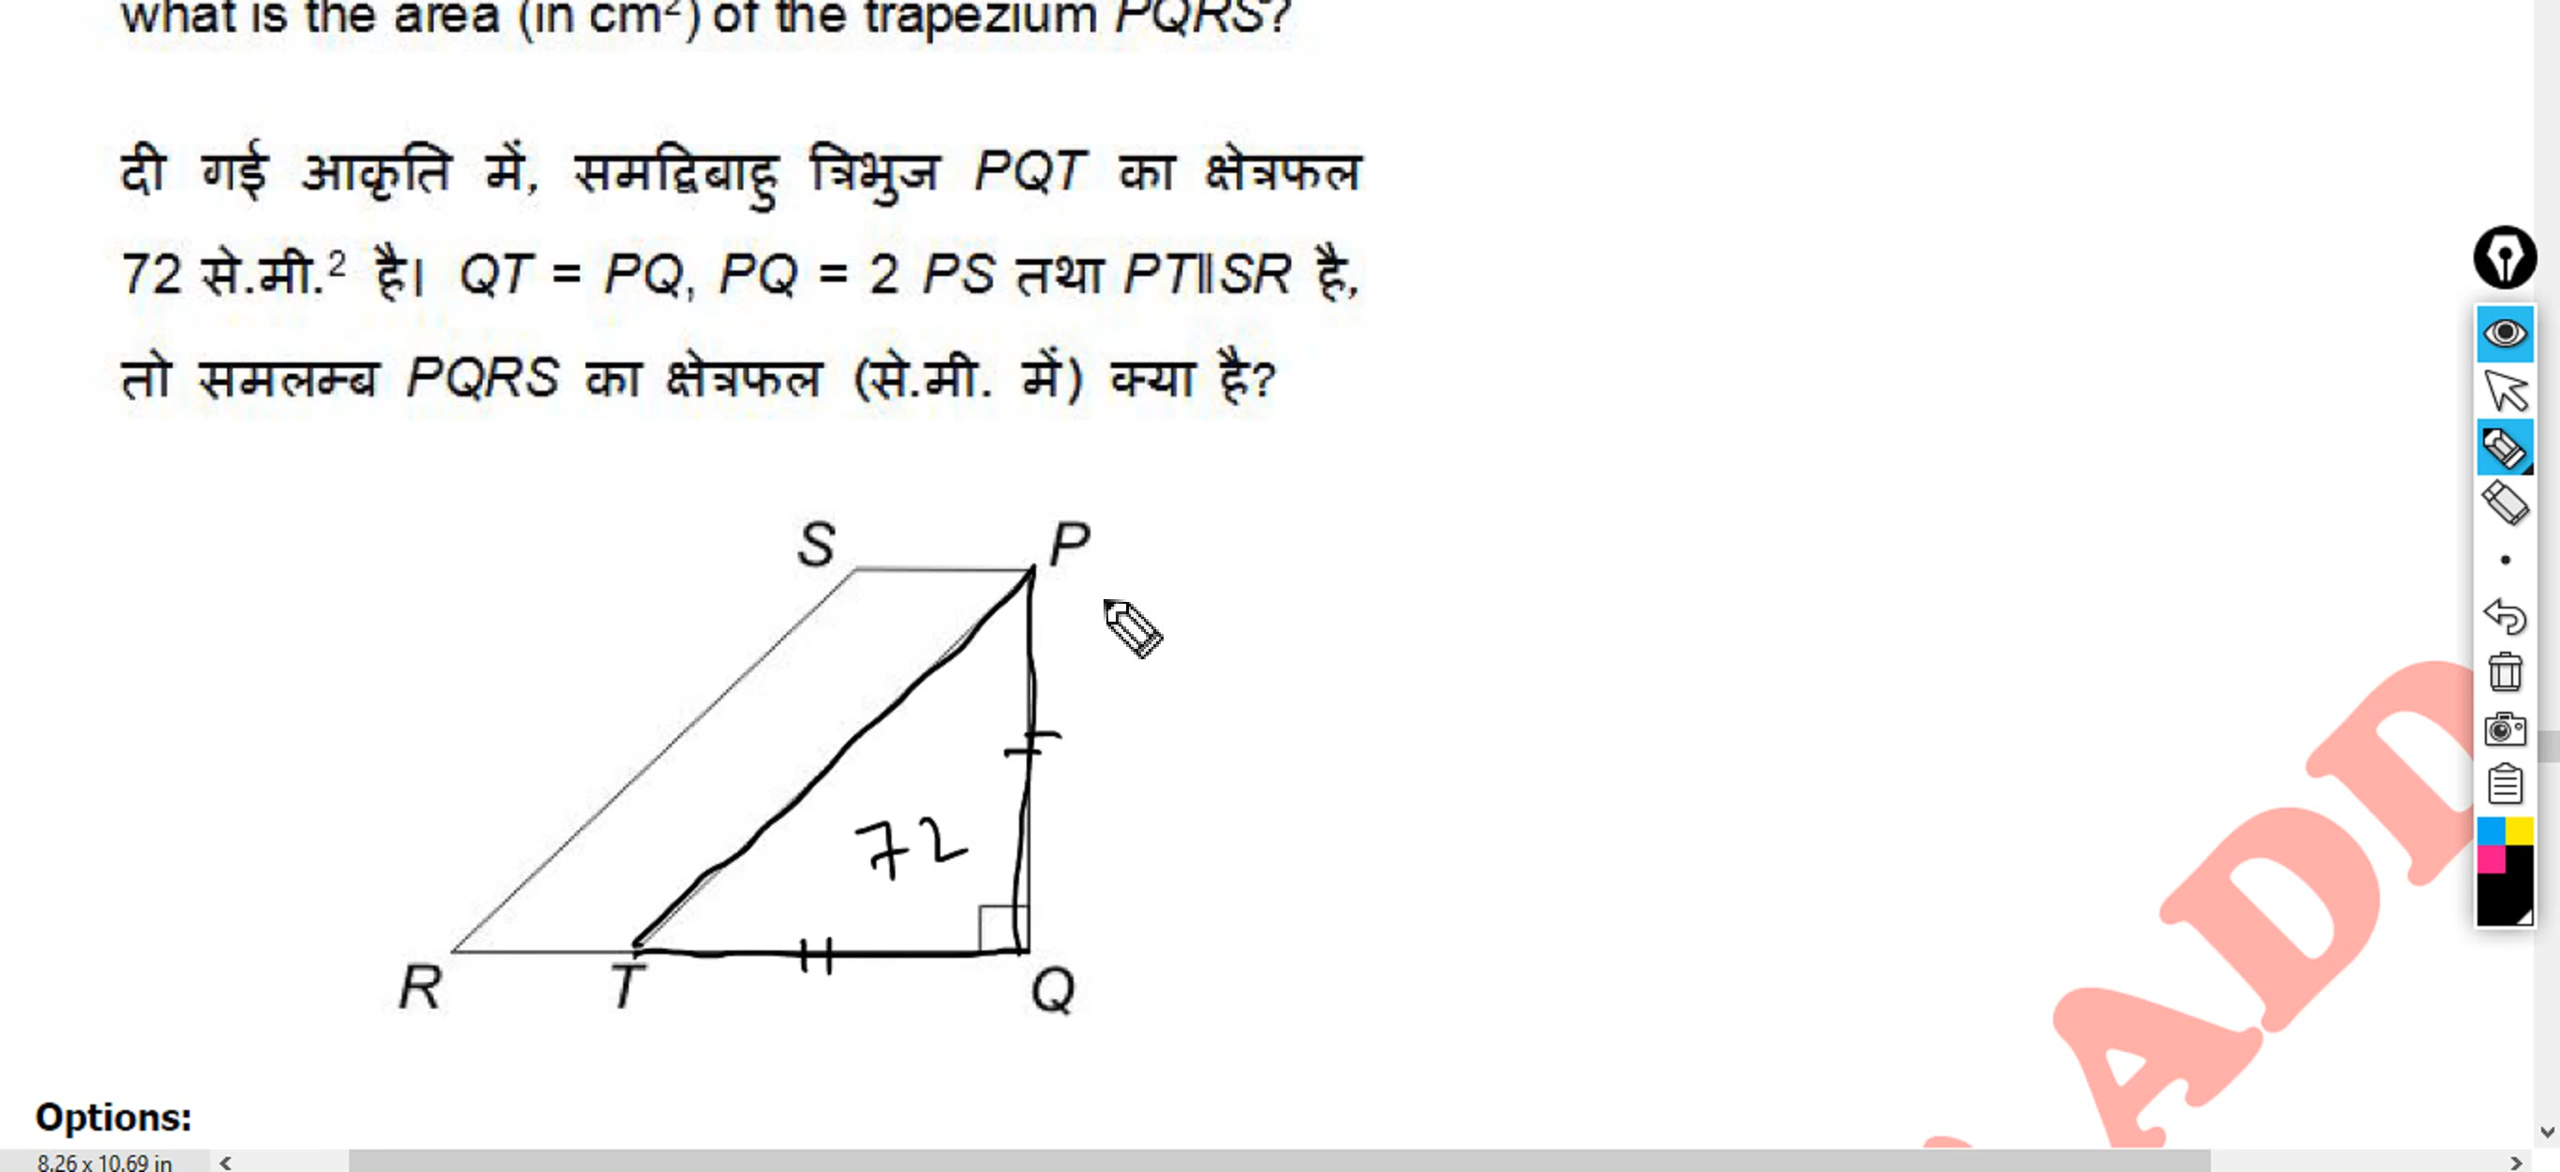 what is the area (in cm²) of the trapezium PQRS?
दी गई आकृति में, समद्विबाहु त्रिभुज PQT का क्षेत्रफल
72 से.मी.² है। QT = PQ, PQ = 2 PS तथा PT||SR है,
तो समलम्ब PQRS का क्षेत्रफल (से.मी. में) क्या है?
S P
72
R T Q
Options:
ADD
8.26 x 10.69 in